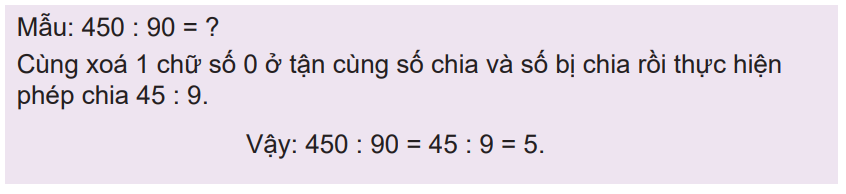 Mẫu: 450 : 90 = ?
Cùng xoá 1 chữ số 0 ở tận cùng số chia và số bị chia rồi thực hiện
phép chia 45 : 9.
Vậy: 450 : 90 = 45 : 9 = 5.